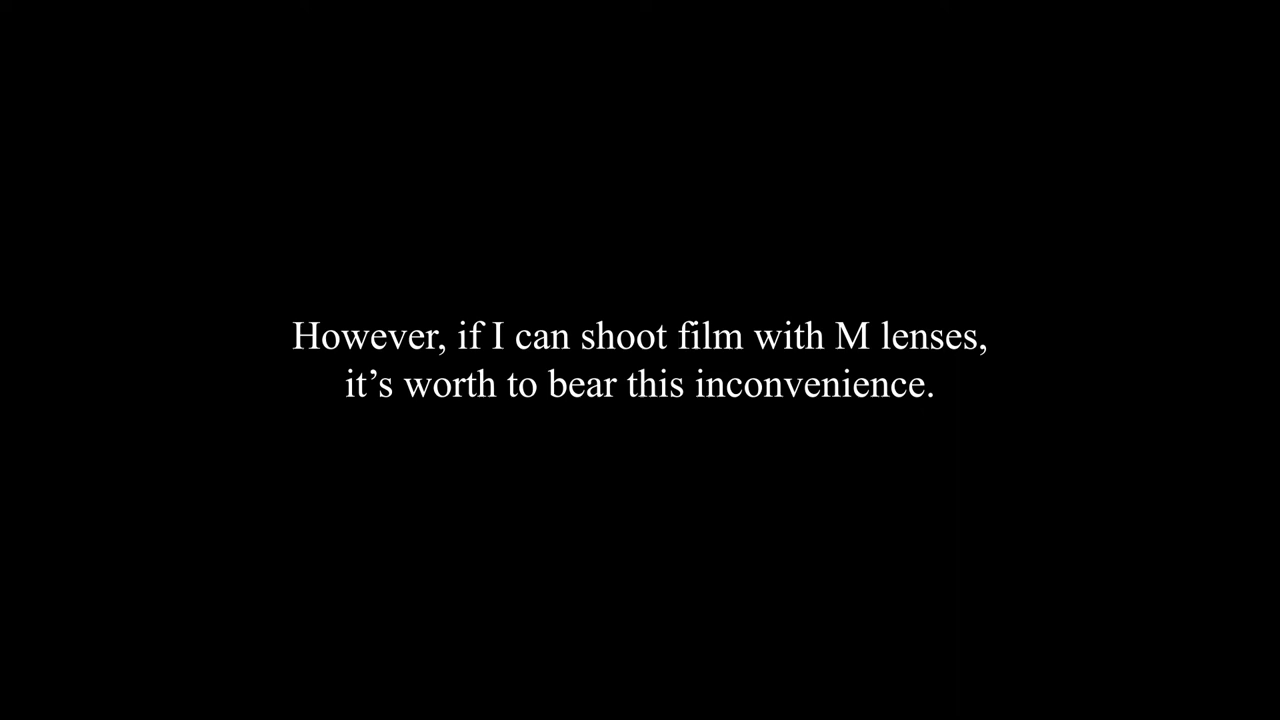 However, if I can shoot film with M lenses,
it’s worth to bear this inconvenience.